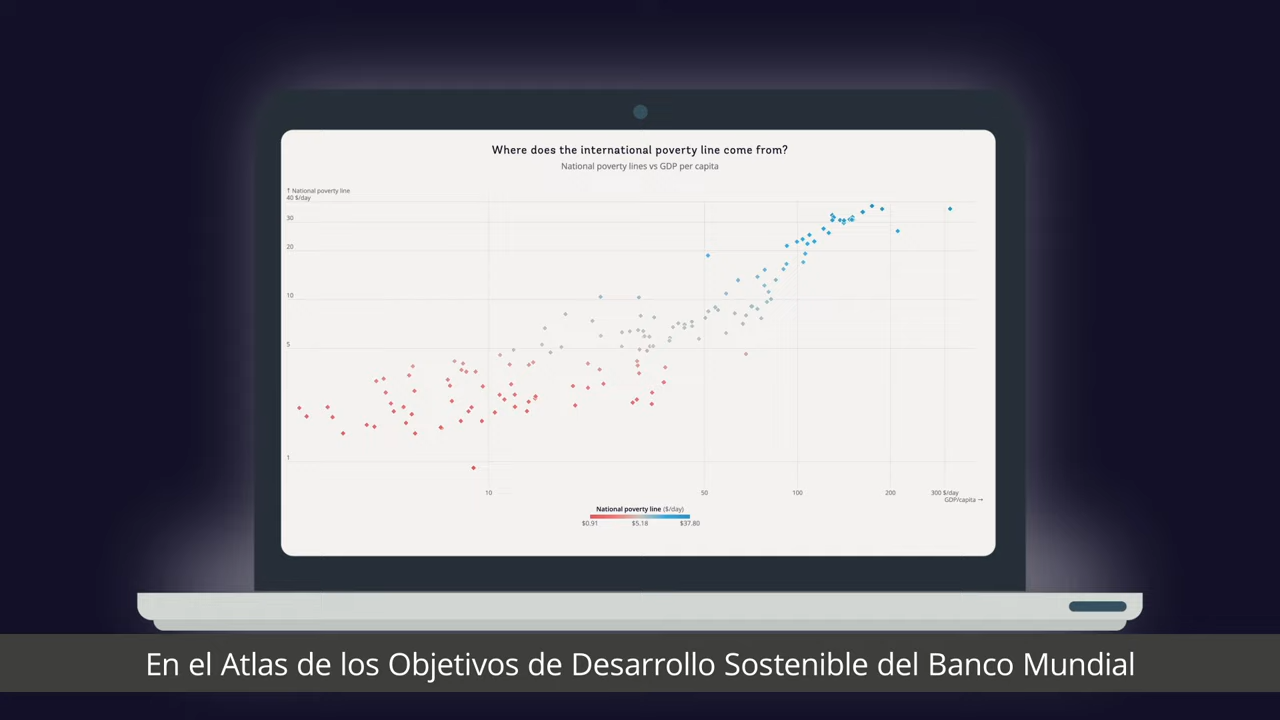 Where does the international poverty line come from?
National poverty lines vs GDP per capita
↑ National poverty line
40 $/day
30
20
10
5
1
10 50 100 200 300 $/day
GDP/capita →
National poverty line ($/day)
$0.91 $5.18 $37.80
En el Atlas de los Objetivos de Desarrollo Sostenible del Banco Mundial